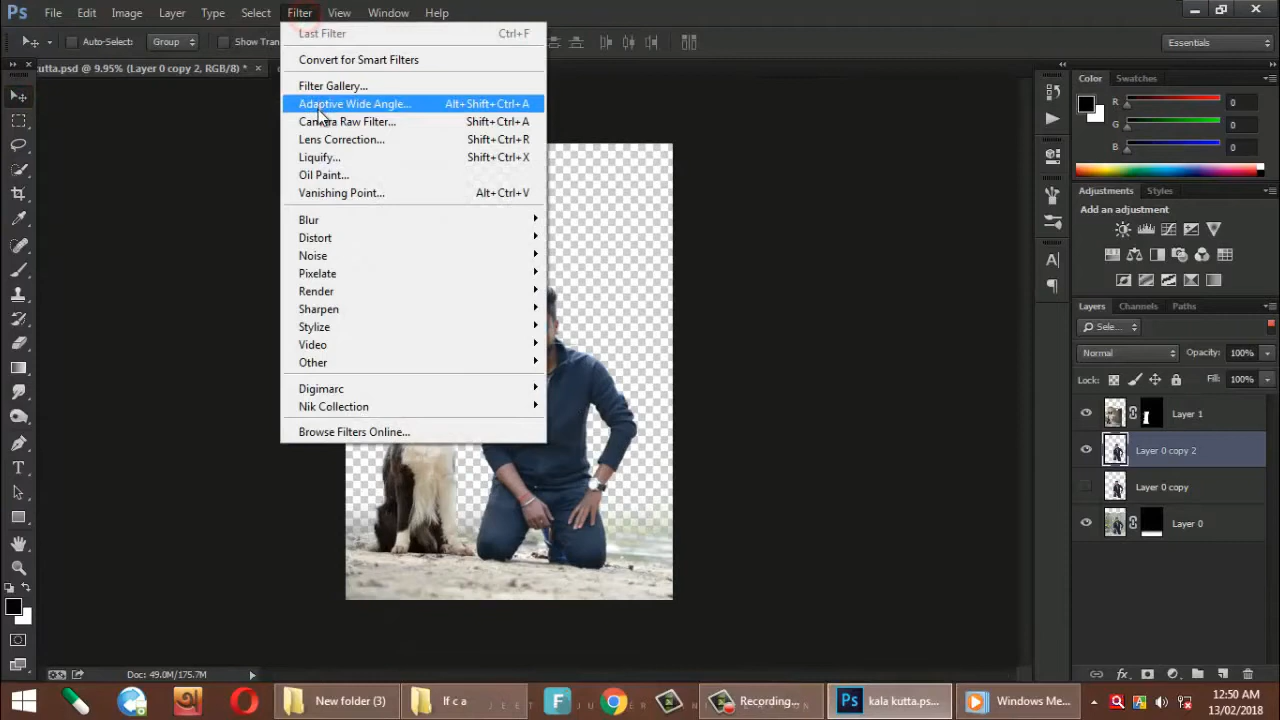 Ps File Edit Image Layer Type Select Filter View Window Help
Auto-Select: Group Show Tran Essentials
kutta.psd @ 9.95% (Layer 0 copy 2, RGB/8) *
Last Filter Ctrl+F
Convert for Smart Filters
Filter Gallery...
Adaptive Wide Angle... Alt+Shift+Ctrl+A
Camera Raw Filter... Shift+Ctrl+A
Lens Correction... Shift+Ctrl+R
Liquify... Shift+Ctrl+X
Oil Paint...
Vanishing Point... Alt+Ctrl+V
Blur
Distort
Noise
Pixelate
Render
Sharpen
Stylize
Video
Other
Digimarc
Nik Collection
Browse Filters Online...
Color Swatches
R 0
G 0
B 0
Adjustments Styles
Add an adjustment
Layers Channels Paths
Sele...
Normal Opacity: 100%
Lock: Fill: 100%
Layer 1
Layer 0 copy 2
Layer 0 copy
Layer 0
Doc: 49.0M/175.7M
New folder (3) If c a Recording... Ps kala kutta.ps... Windows Me... 12:50 AM
13/02/2018